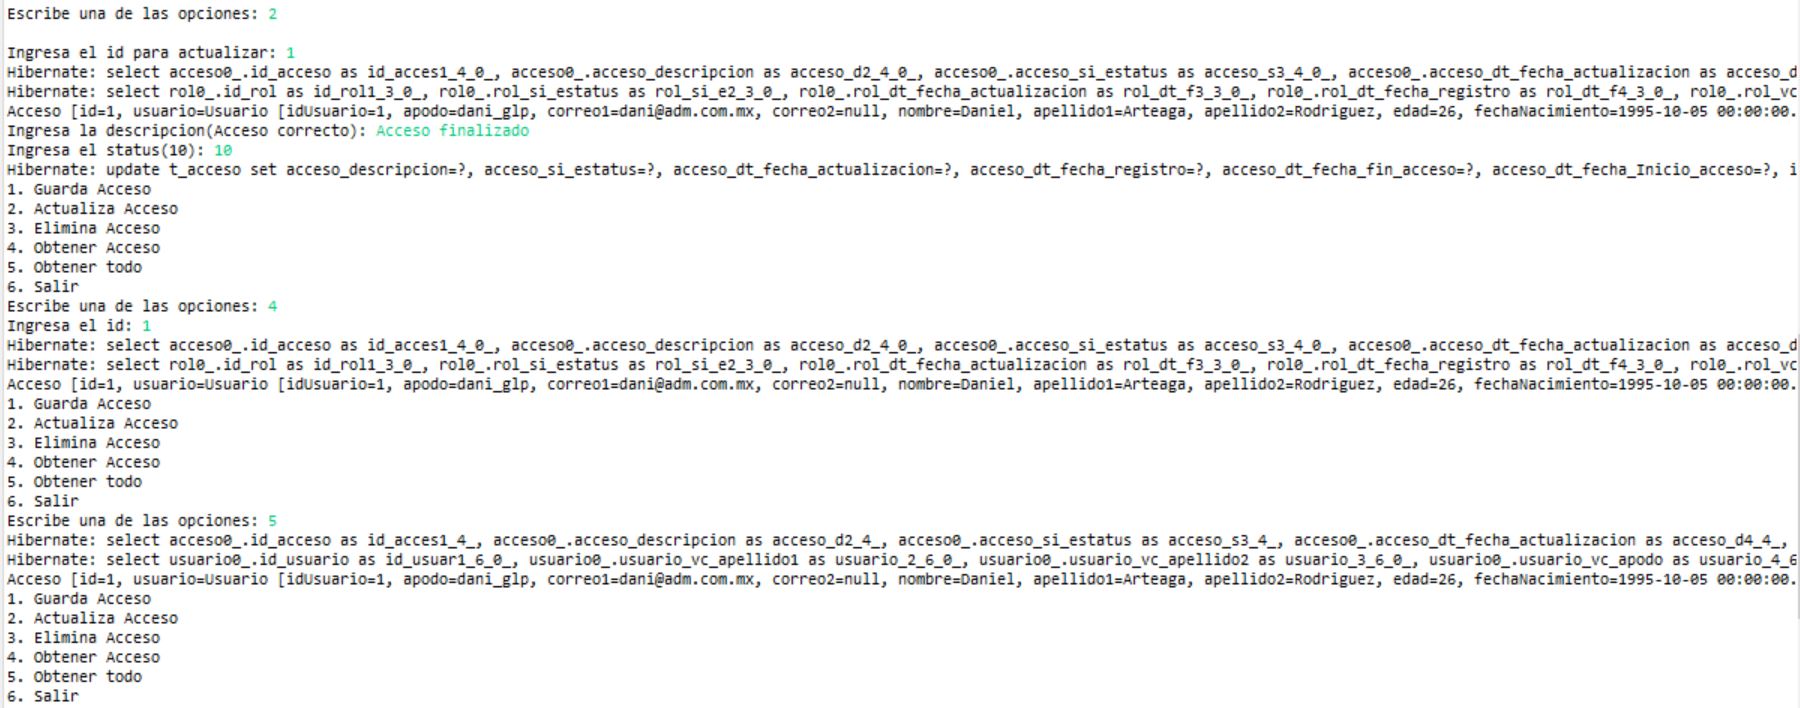 Escribe una de las opciones: 2
Ingresa el id para actualizar: 1
Hibernate: select acceso0_.id_acceso as id_acces1_4_0_, acceso0_.acceso_descripcion as acceso_d2_4_0_, acceso0_.acceso_si_estatus as acceso_s3_4_0_, acceso0_.acceso_dt_fecha_actualizacion as acceso_d
Hibernate: select rol0_.id_rol as id_rol1_3_0_, rol0_.rol_si_estatus as rol_si_e2_3_0_, rol0_.rol_dt_fecha_actualizacion as rol_dt_f3_3_0_, rol0_.rol_dt_fecha_registro as rol_dt_f4_3_0_, rol0_.rol_vc
Acceso [id=1, usuario=Usuario [idUsuario=1, apodo=dani_glp, correo1=dani@adm.com.mx, correo2=null, nombre=Daniel, apellido1=Arteaga, apellido2=Rodriguez, edad=26, fechaNacimiento=1995-10-05 00:00:00.
Ingresa la descripcion(Acceso correcto): Acceso finalizado
Ingresa el status(10): 10
Hibernate: update t_acceso set acceso_descripcion=?, acceso_si_estatus=?, acceso_dt_fecha_actualizacion=?, acceso_dt_fecha_registro=?, acceso_dt_fecha_fin_acceso=?, acceso_dt_fecha_Inicio_acceso=?, i
1. Guarda Acceso
2. Actualiza Acceso
3. Elimina Acceso
4. Obtener Acceso
5. Obtener todo
6. Salir
Escribe una de las opciones: 4
Ingresa el id: 1
Hibernate: select acceso0_.id_acceso as id_acces1_4_0_, acceso0_.acceso_descripcion as acceso_d2_4_0_, acceso0_.acceso_si_estatus as acceso_s3_4_0_, acceso0_.acceso_dt_fecha_actualizacion as acceso_d
Hibernate: select rol0_.id_rol as id_rol1_3_0_, rol0_.rol_si_estatus as rol_si_e2_3_0_, rol0_.rol_dt_fecha_actualizacion as rol_dt_f3_3_0_, rol0_.rol_dt_fecha_registro as rol_dt_f4_3_0_, rol0_.rol_vc
Acceso [id=1, usuario=Usuario [idUsuario=1, apodo=dani_glp, correo1=dani@adm.com.mx, correo2=null, nombre=Daniel, apellido1=Arteaga, apellido2=Rodriguez, edad=26, fechaNacimiento=1995-10-05 00:00:00.
1. Guarda Acceso
2. Actualiza Acceso
3. Elimina Acceso
4. Obtener Acceso
5. Obtener todo
6. Salir
Escribe una de las opciones: 5
Hibernate: select acceso0_.id_acceso as id_acces1_4_, acceso0_.acceso_descripcion as acceso_d2_4_, acceso0_.acceso_si_estatus as acceso_s3_4_, acceso0_.acceso_dt_fecha_actualizacion as acceso_d4_4_,
Hibernate: select usuario0_.id_usuario as id_usuar1_6_0_, usuario0_.usuario_vc_apellido1 as usuario_2_6_0_, usuario0_.usuario_vc_apellido2 as usuario_3_6_0_, usuario0_.usuario_vc_apodo as usuario_4_6
Acceso [id=1, usuario=Usuario [idUsuario=1, apodo=dani_glp, correo1=dani@adm.com.mx, correo2=null, nombre=Daniel, apellido1=Arteaga, apellido2=Rodriguez, edad=26, fechaNacimiento=1995-10-05 00:00:00.
1. Guarda Acceso
2. Actualiza Acceso
3. Elimina Acceso
4. Obtener Acceso
5. Obtener todo
6. Salir